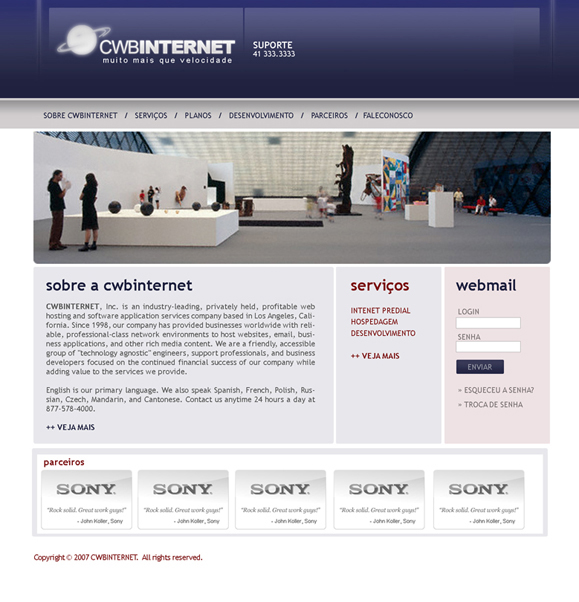 CWBINTERNET
muito mais que velocidade
SUPORTE
41 333.3333
SOBRE CWBINTERNET / SERVIÇOS / PLANOS / DESENVOLVIMENTO / PARCEIROS / FALECONOSCO
sobre a cwbinternet
CWBINTERNET, Inc. is an industry-leading, privately held, profitable web
hosting and software application services company based in Los Angeles, Cali-
fornia. Since 1998, our company has provided businesses worldwide with reli-
able, professional-class network environments to host websites, email, busi-
ness applications, and other rich media content. We are a friendly, accessible
group of "technology agnostic" engineers, support professionals, and business
developers focused on the continued financial success of our company while
adding value to the services we provide.
English is our primary language. We also speak Spanish, French, Polish, Rus-
sian, Czech, Mandarin, and Cantonese. Contact us anytime 24 hours a day at
877-578-4000.
++ VEJA MAIS
serviços
INTENET PREDIAL
HOSPEDAGEM
DESENVOLVIMENTO
++ VEJA MAIS
webmail
LOGIN
SENHA
ENVIAR
» ESQUECEU A SENHA?
» TROCA DE SENHA
parceiros
SONY.
"Rock solid. Great work guys!"
- John Koller, Sony
SONY.
"Rock solid. Great work guys!"
- John Koller, Sony
SONY.
"Rock solid. Great work guys!"
- John Koller, Sony
SONY.
"Rock solid. Great work guys!"
- John Koller, Sony
SONY.
"Rock solid. Great work guys!"
- John Koller, Sony
Copyright © 2007 CWBINTERNET. All rights reserved.